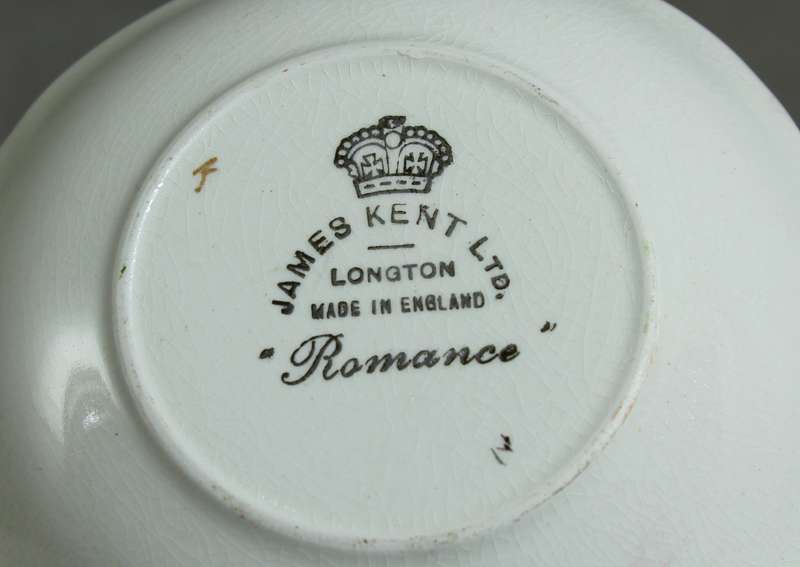 JAMES KENT LTD.
LONGTON
MADE IN ENGLAND
"Romance"